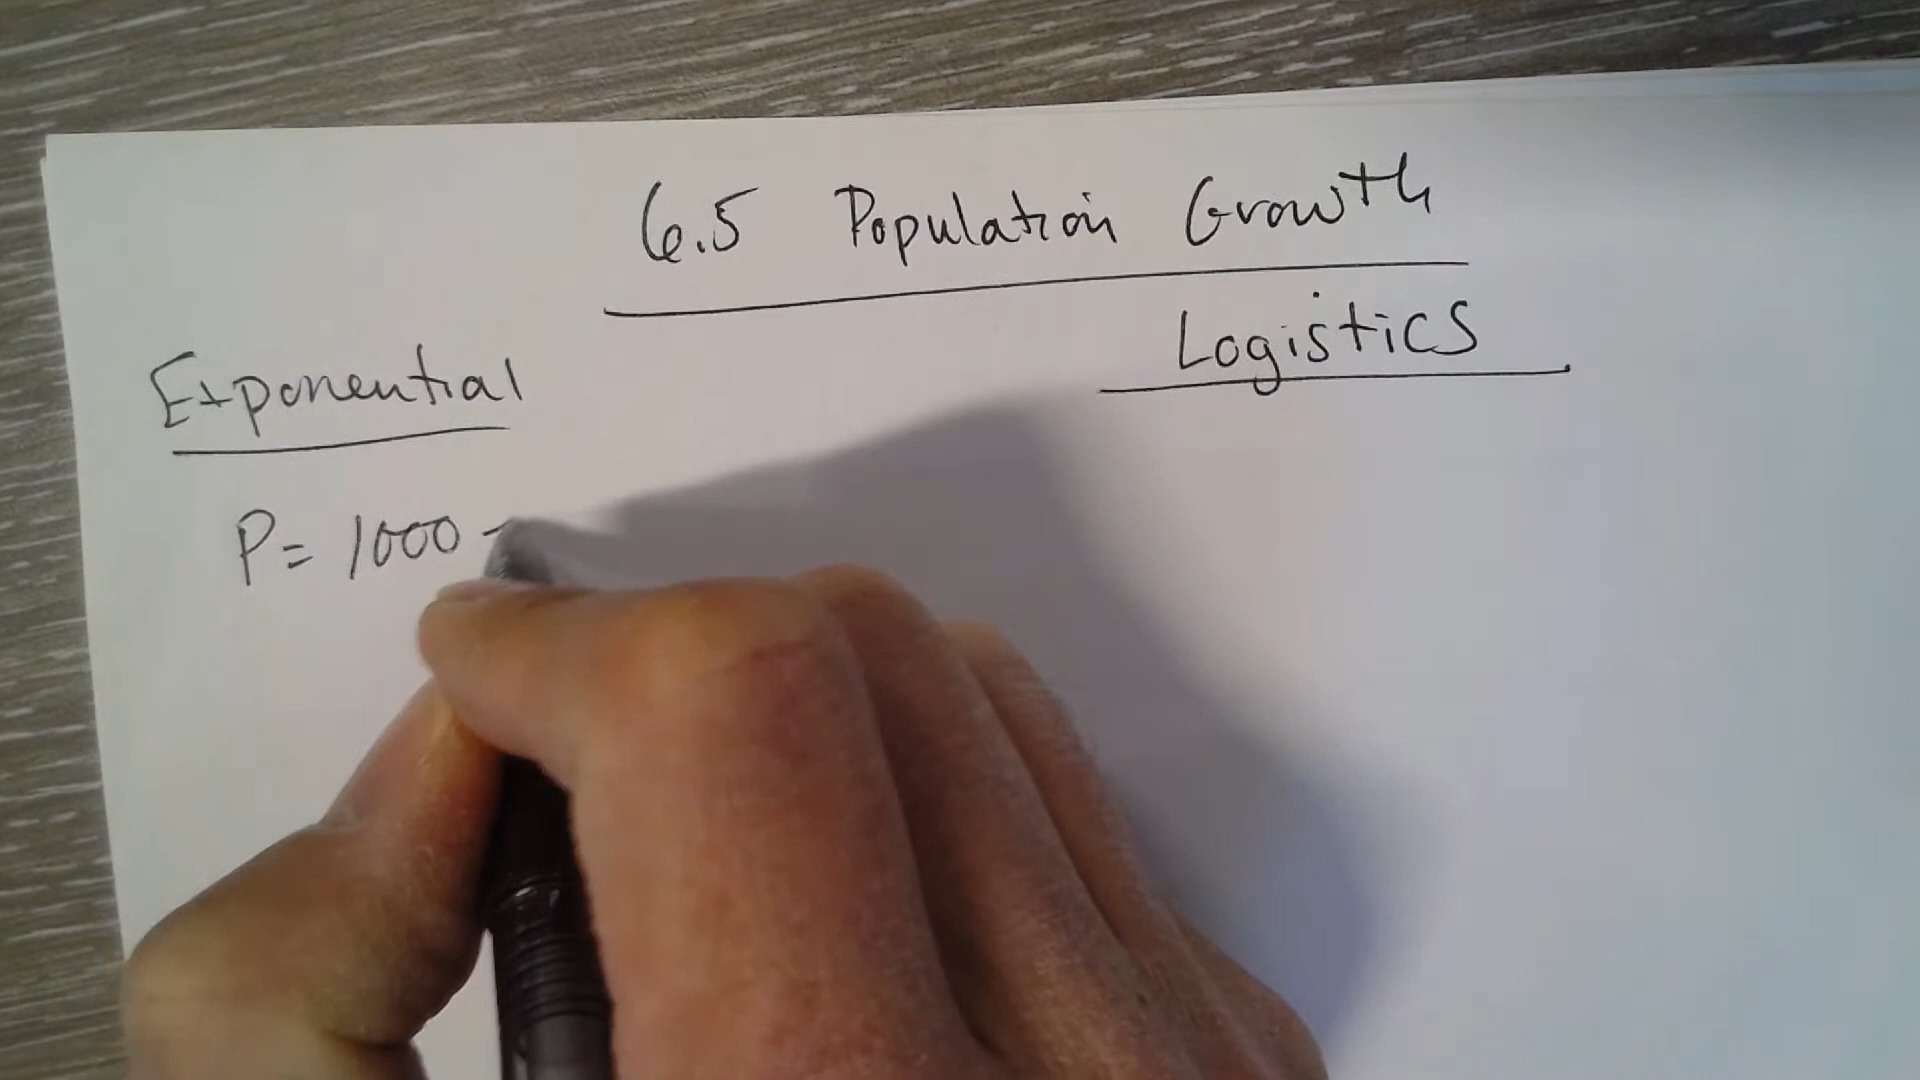 6.5 Population Growth
Logistics
Exponential
P = 1000 -